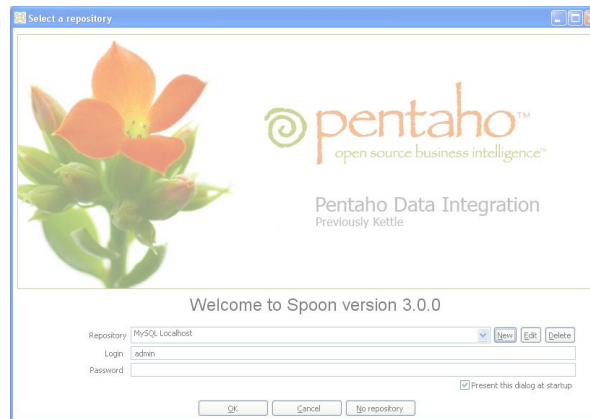 Select a repository
pentaho™
open source business intelligence™
Pentaho Data Integration
Previously Kettle
Welcome to Spoon version 3.0.0
Repository MySQL Localhost New Edit Delete
Login admin
Password
Present this dialog at startup
OK Cancel No repository